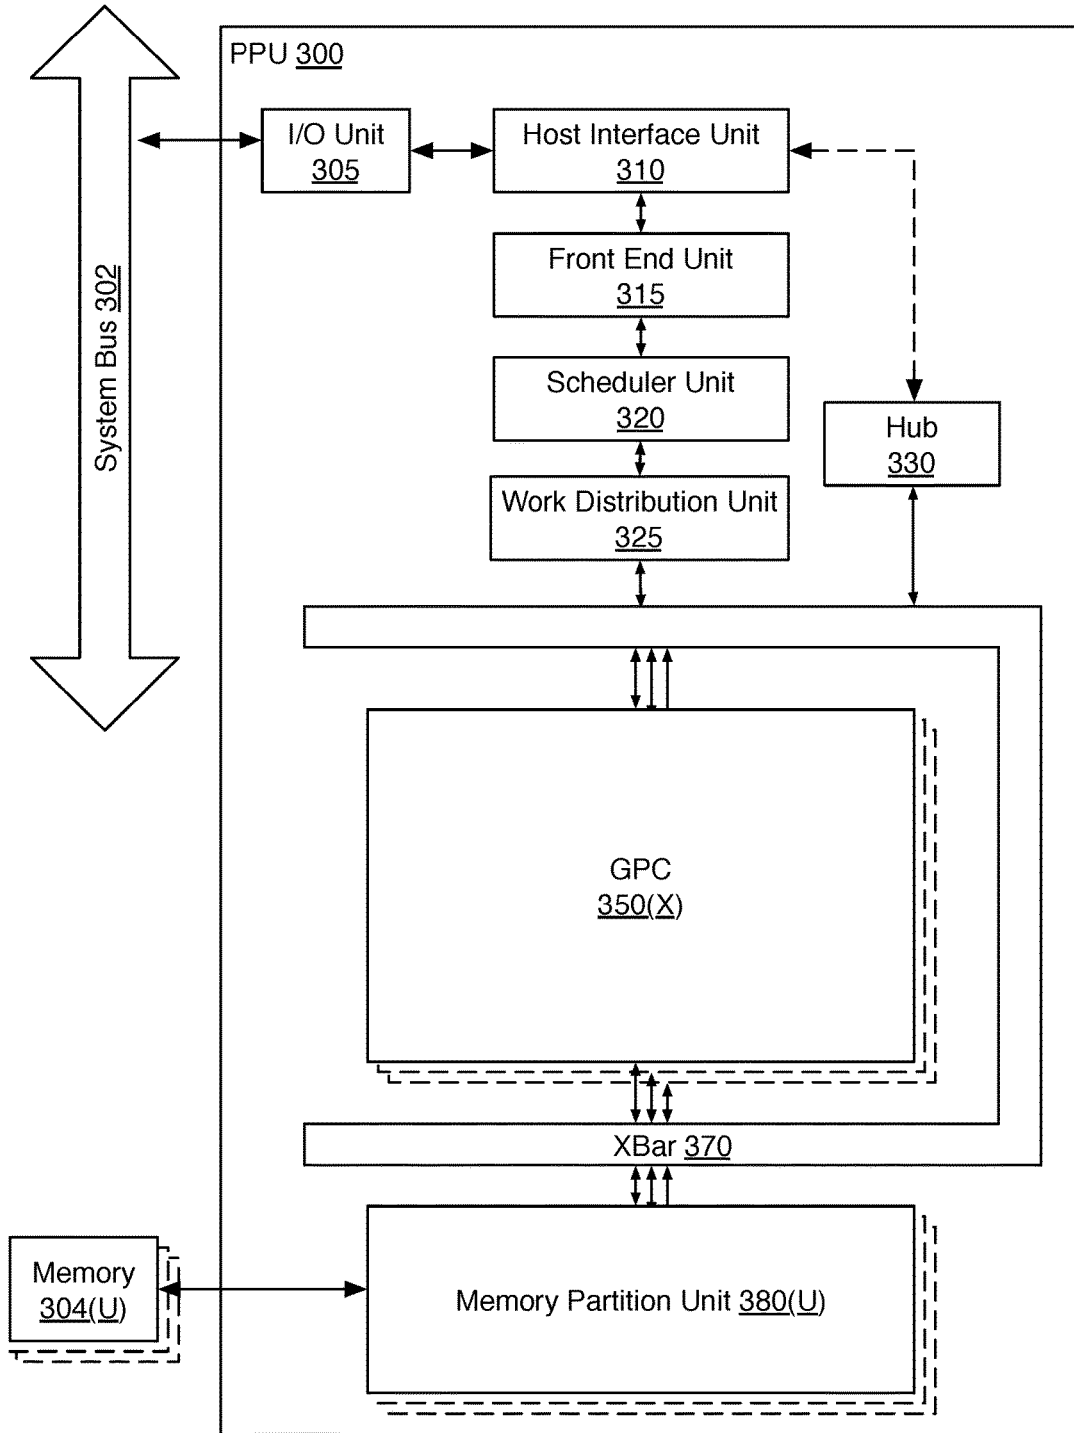 PPU 300
I/O Unit
305
Host Interface Unit
310
Front End Unit
315
System Bus 302
Scheduler Unit
320
Hub
330
Work Distribution Unit
325
GPC
350(X)
XBar 370
Memory
304(U)
Memory Partition Unit 380(U)